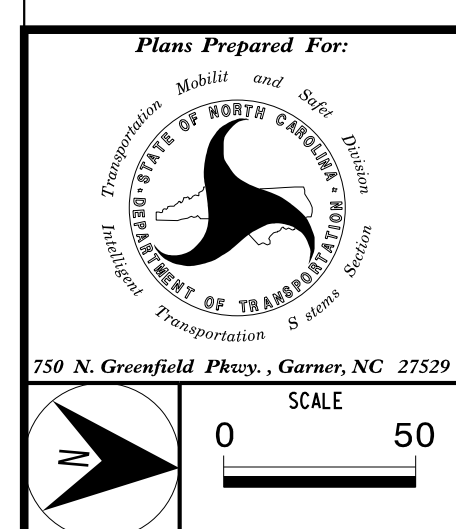 Plans Prepared For:
Transportation Mobilit and Safet Division
STATE OF NORTH CAROLINA
DEPARTMENT OF TRANSPORTATION
Intelligent Transportation S stems Section
750 N. Greenfield Pkwy. , Garner, NC 27529
N
SCALE
0 50